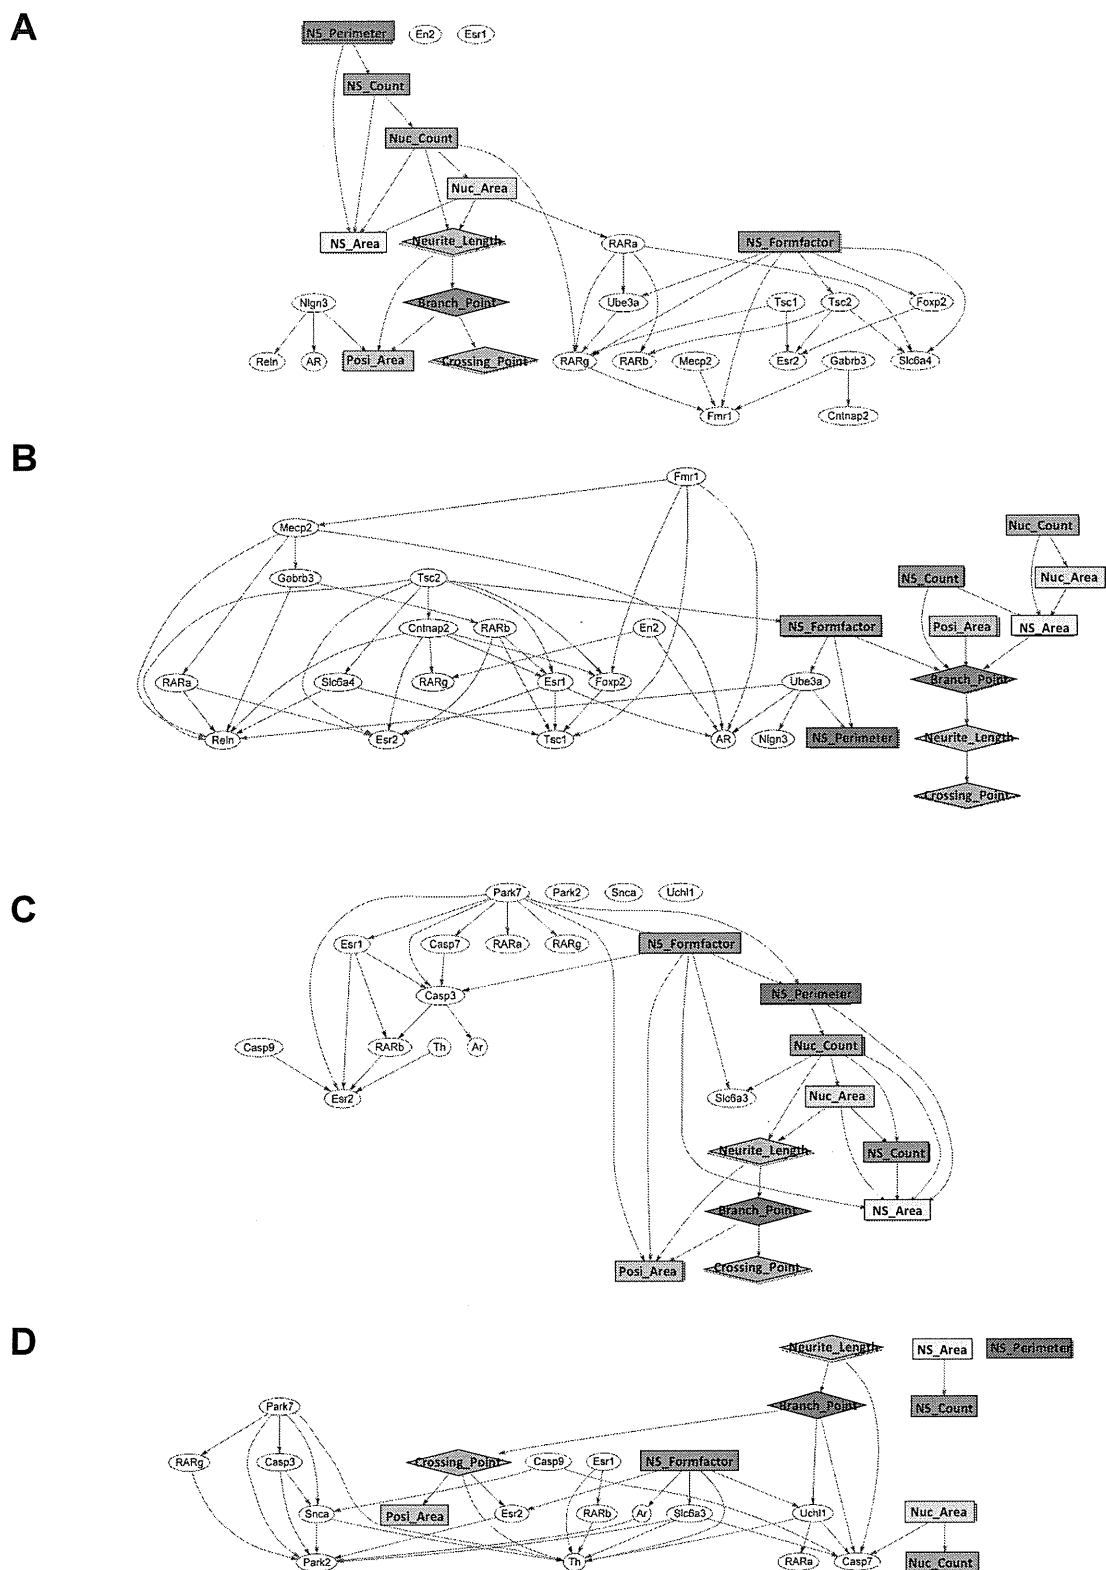 A
NS_Perimeter En2 Esr1
NS_Count
Nuc_Count
Nuc_Area
NS_Area Neurite_Length RARa NS_Formfactor
Nlgn3 Branch_Point Ube3a Tsc1 Tsc2 Foxp2
Reln AR Posi_Area Crossing_Point RARg RARb Mecp2 Esr2 Gabrb3 Slc6a4
Fmr1 Cntnap2
B
Fmr1
Mecp2 Nuc_Count
Gabrb3 Tsc2 NS_Count Nuc_Area
Cntnap2 RARb En2 NS_Formfactor Posi_Area NS_Area
RARa Slc6a4 RARg Esr1 Foxp2 Ube3a Branch_Point
Reln Esr2 Tsc1 AR Nlgn3 NS_Perimeter Neurite_Length
Crossing_Point
C
Park7 Park2 Snca Uchl1
Esr1 Casp7 RARa RARg NS_Formfactor
Casp3 NS_Perimeter
Casp9 RARb Th Ar Nuc_Count
Esr2 Slc6a3 Nuc_Area
Neurite_Length NS_Count
Branch_Point NS_Area
Posi_Area Crossing_Point
D
Neurite_Length NS_Area NS_Perimeter
Park7 Branch_Point NS_Count
RARg Casp3 Crossing_Point Casp9 Esr1 NS_Formfactor
Snca Posi_Area Esr2 RARb Ar Slc6a3 Uchl1 Nuc_Area
Park2 Th RARa Casp7 Nuc_Count